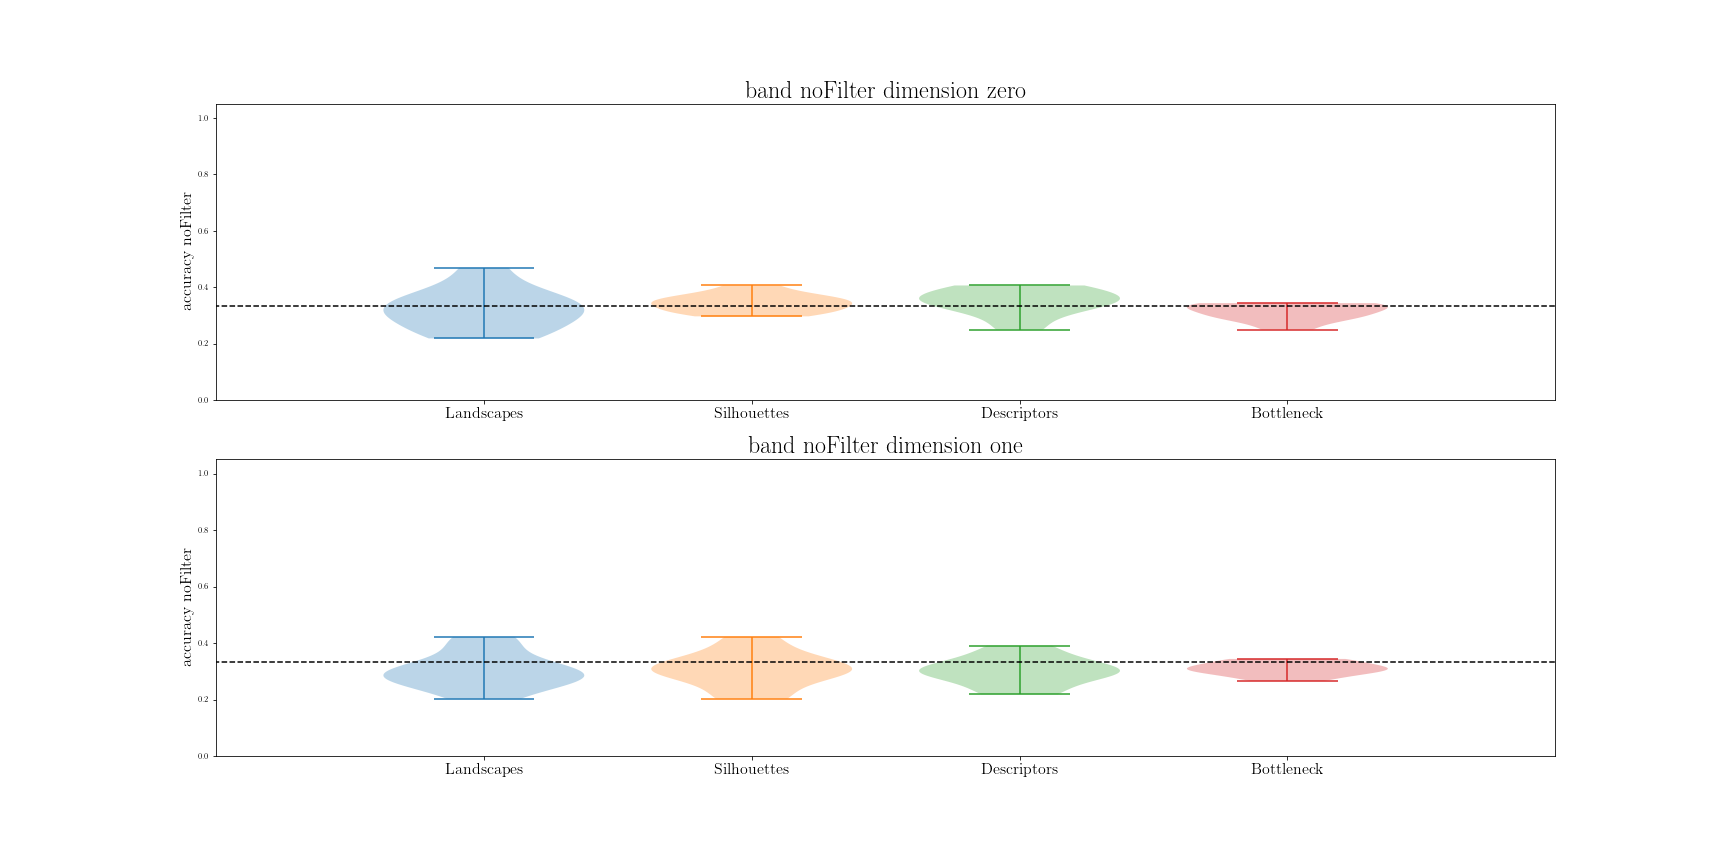 band noFilter dimension zero
accuracy noFilter
1.0
0.8
0.6
0.4
0.2
0.0
Landscapes Silhouettes Descriptors Bottleneck
band noFilter dimension one
accuracy noFilter
1.0
0.8
0.6
0.4
0.2
0.0
Landscapes Silhouettes Descriptors Bottleneck